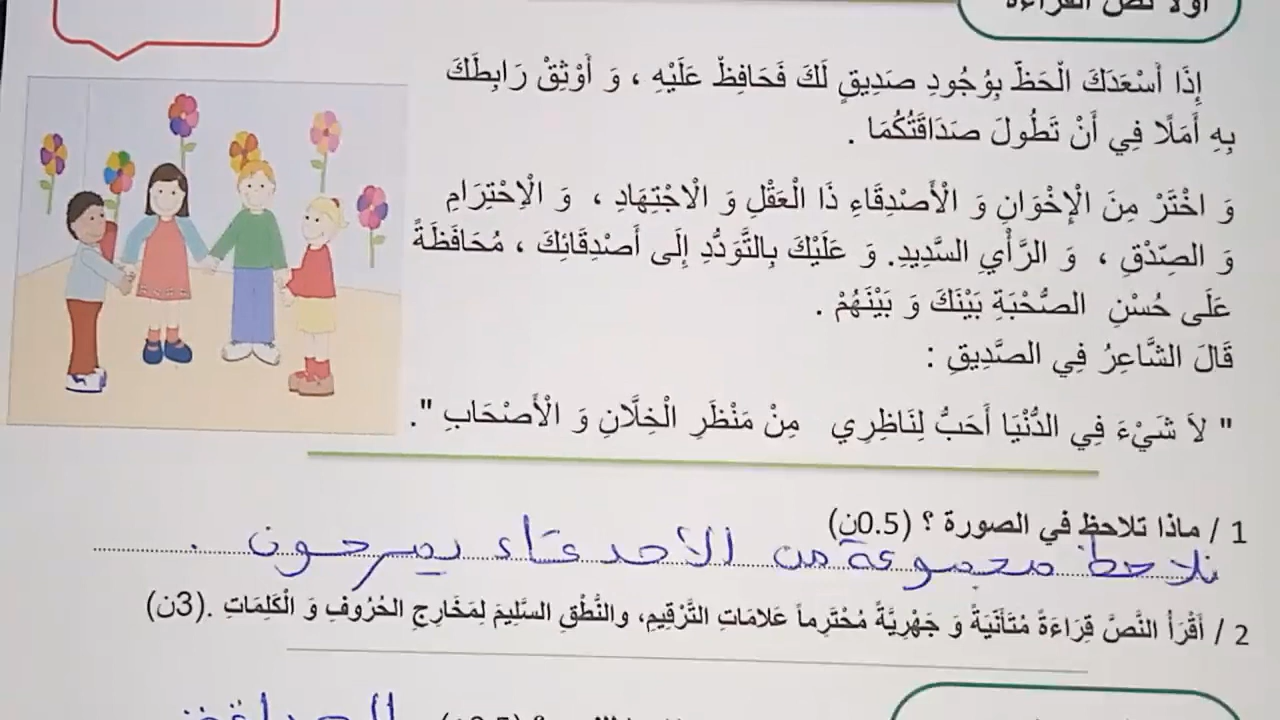 أولا نص القراءة
إِذَا أَسْعَدَكَ الْحَظّ بِوُجُودِ صَدِيقٍ لَكَ فَحَافِظْ عَلَيْهِ ، وَ أَوْثِقْ رَابِطَكَ
بِهِ أَمَلًا فِي أَنْ تَطُولَ صَدَاقَتُكُمَا .
وَ اخْتَرْ مِنَ الْإِخْوَانِ وَ الْأَصْدِقَاءِ ذَا الْعَقْلِ وَ الْاجْتِهَادِ ، وَ الْاِحْتِرَامِ
وَ الصِّدْقِ ، وَ الرَّأْيِ السَّدِيدِ. وَ عَلَيْكَ بِالتَّوَدُّدِ إِلَى أَصْدِقَائِكَ ، مُحَافَظَةً
عَلَى حُسْنِ الصُّحْبَةِ بَيْنَكَ وَ بَيْنَهُمْ .
قَالَ الشَّاعِرُ فِي الصَّدِيقِ :
" لاَ شَيْءَ فِي الدُّنْيَا أَحَبُّ لِنَاظِرِي مِنْ مَنْظَرِ الْخِلَّانِ وَ الْأَصْحَابِ ".
1 / ماذا تلاحظ في الصورة ؟ (0.5ن)
نلاحظ مجموعة من الأصدقاء يمرحون .
2 / أَقْرَأُ النَّصَّ قِرَاءَةً مُتَأَنّيَةً وَ جَهْرِيَّةً مُحْتَرِماً عَلامَاتِ التَّرْقِيمِ، والنُّطْقِ السَّلِيمَ لِمَخَارِجِ الحُرُوفِ وَ الْكَلِمَاتِ .(3ن)